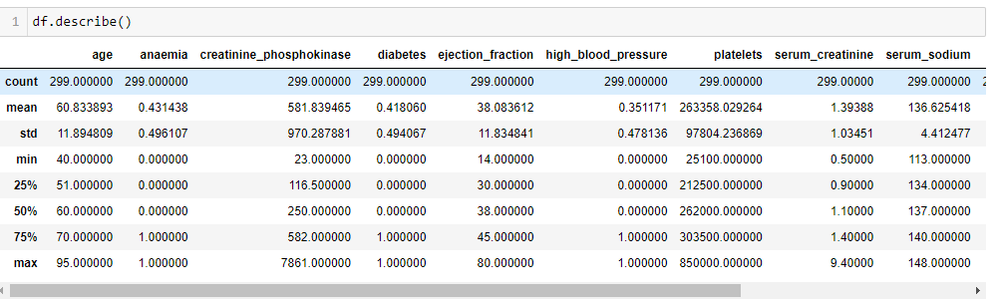 1 df.describe()
age anaemia creatinine_phosphokinase diabetes ejection_fraction high_blood_pressure platelets serum_creatinine serum_sodium
count 299.000000 299.000000 299.000000 299.000000 299.000000 299.000000 299.000000 299.00000 299.000000 2
mean 60.833893 0.431438 581.839465 0.418060 38.083612 0.351171 263358.029264 1.39388 136.625418
std 11.894809 0.496107 970.287881 0.494067 11.834841 0.478136 97804.236869 1.03451 4.412477
min 40.000000 0.000000 23.000000 0.000000 14.000000 0.000000 25100.000000 0.50000 113.000000
25% 51.000000 0.000000 116.500000 0.000000 30.000000 0.000000 212500.000000 0.90000 134.000000
50% 60.000000 0.000000 250.000000 0.000000 38.000000 0.000000 262000.000000 1.10000 137.000000
75% 70.000000 1.000000 582.000000 1.000000 45.000000 1.000000 303500.000000 1.40000 140.000000
max 95.000000 1.000000 7861.000000 1.000000 80.000000 1.000000 850000.000000 9.40000 148.000000